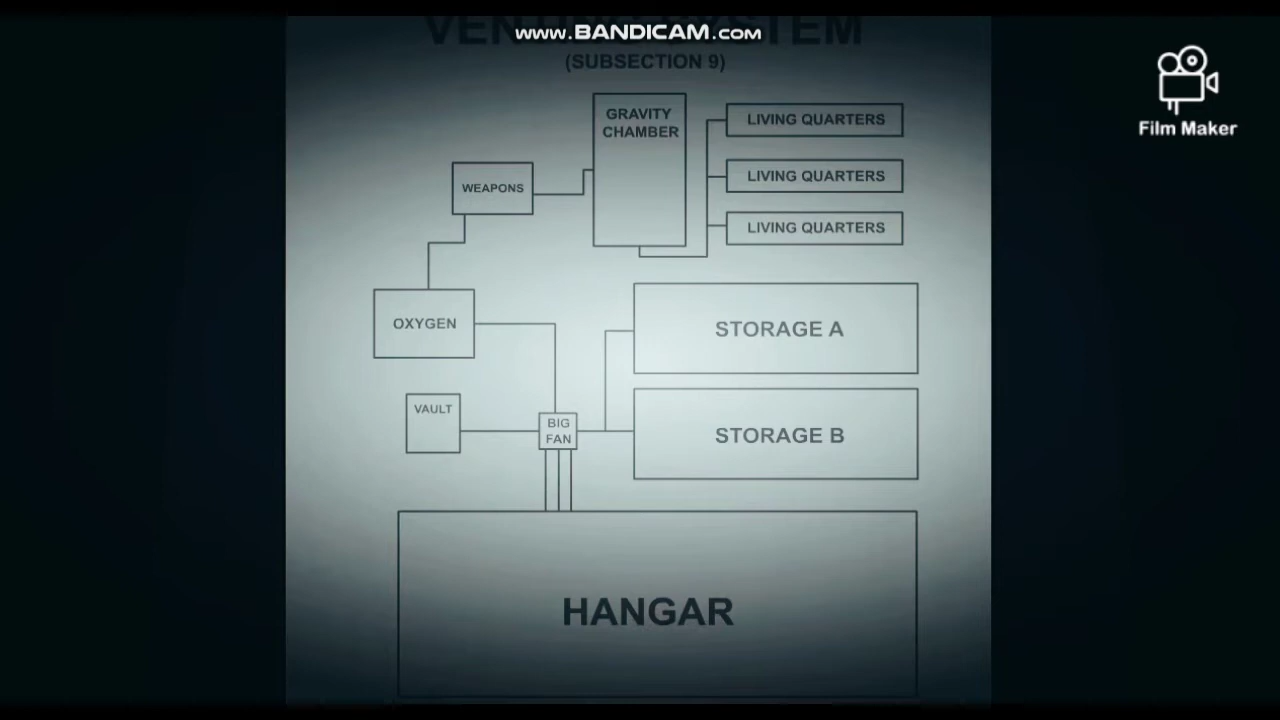 www.BANDICAM.com
(SUBSECTION 9)
Film Maker
GRAVITY
CHAMBER
LIVING QUARTERS
LIVING QUARTERS
LIVING QUARTERS
WEAPONS
OXYGEN
STORAGE A
VAULT
BIG
FAN
STORAGE B
HANGAR